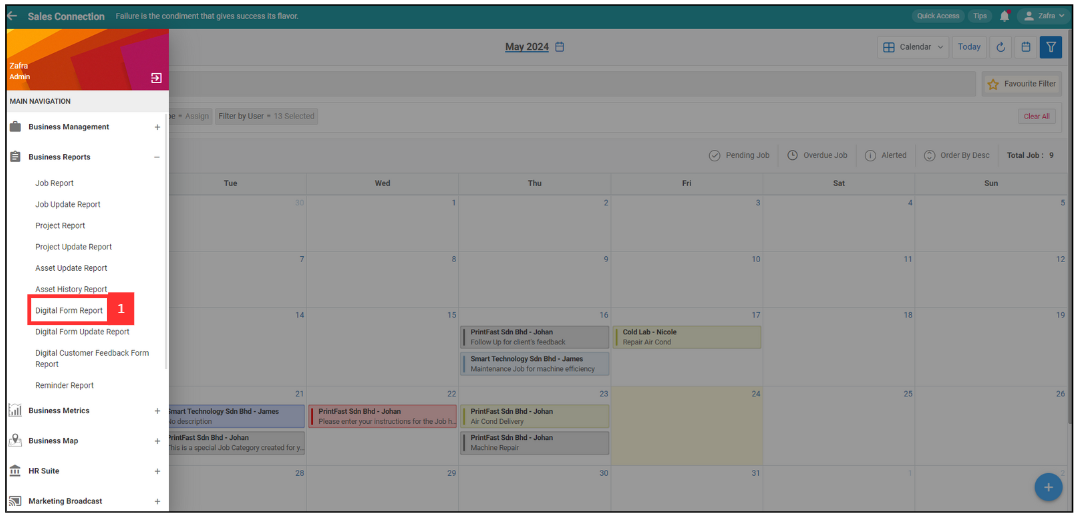 Sales Connection Failure is the condiment that gives success its flavor. Quick Access Tips Zafra
Zafra
Admin
May 2024 Calendar Today
MAIN NAVIGATION
Favourite Filter
Business Management +
Assign Filter by User 13 Selected Clear All
Business Reports −
Pending Job Overdue Job Alerted Order By Desc Total Job : 9
Job Report
Job Update Report
Project Report
Project Update Report
Asset Update Report
Asset History Report
Digital Form Report 1
Digital Form Update Report
Digital Customer Feedback Form
Report
Reminder Report
Business Metrics +
Business Map +
HR Suite +
Marketing Broadcast +
Tue Wed Thu Fri Sat Sun
30 1 2 3 4 5
7 8 9 10 11 12
14 15 16 17 18 19
PrintFast Sdn Bhd - Johan
Follow Up for client's feedback
Cold Lab - Nicole
Repair Air Cond
Smart Technology Sdn Bhd - James
Maintenance Job for machine efficiency
21 22 23 24 25 26
Smart Technology Sdn Bhd - James
No description
PrintFast Sdn Bhd - Johan
Please enter your instructions for the Job h...
PrintFast Sdn Bhd - Johan
Air Cond Delivery
PrintFast Sdn Bhd - Johan
This is a special Job Category created for y...
PrintFast Sdn Bhd - Johan
Machine Repair
28 29 30 31 1
+